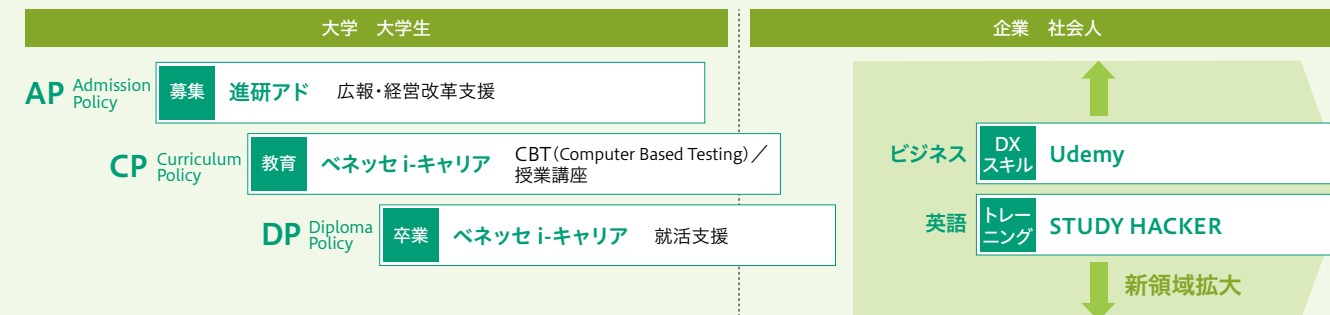 大学 大学生
企業 社会人
AP Admission
Policy
募集 進研アド 広報・経営改革支援
CP Curriculum
Policy
教育 ベネッセ i-キャリア CBT(Computer Based Testing)/
授業講座
DP Diploma
Policy
卒業 ベネッセ i-キャリア 就活支援
ビジネス DX
スキル Udemy
英語 トレー
ニング STUDY HACKER
新領域拡大